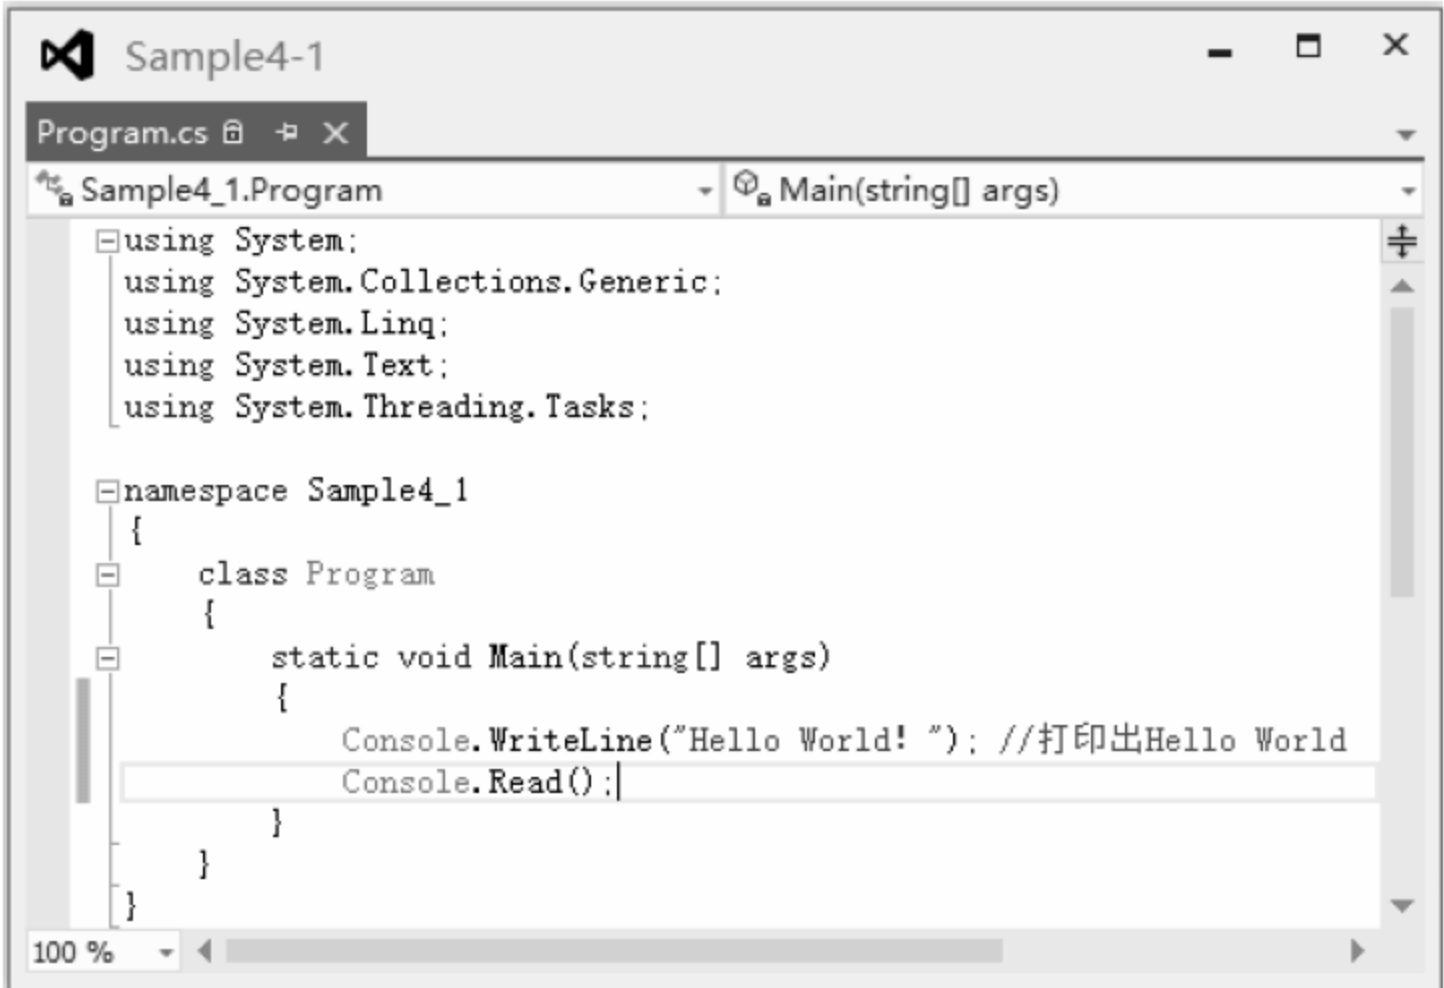 Sample4-1
Program.cs
Sample4_1.Program
Main(string[] args)
using System;
using System.Collections.Generic;
using System.Linq;
using System.Text;
using System.Threading.Tasks;
namespace Sample4_1
{
class Program
{
static void Main(string[] args)
{
Console.WriteLine("Hello World! "); //打印出Hello World
Console.Read();
}
}
}
100 %